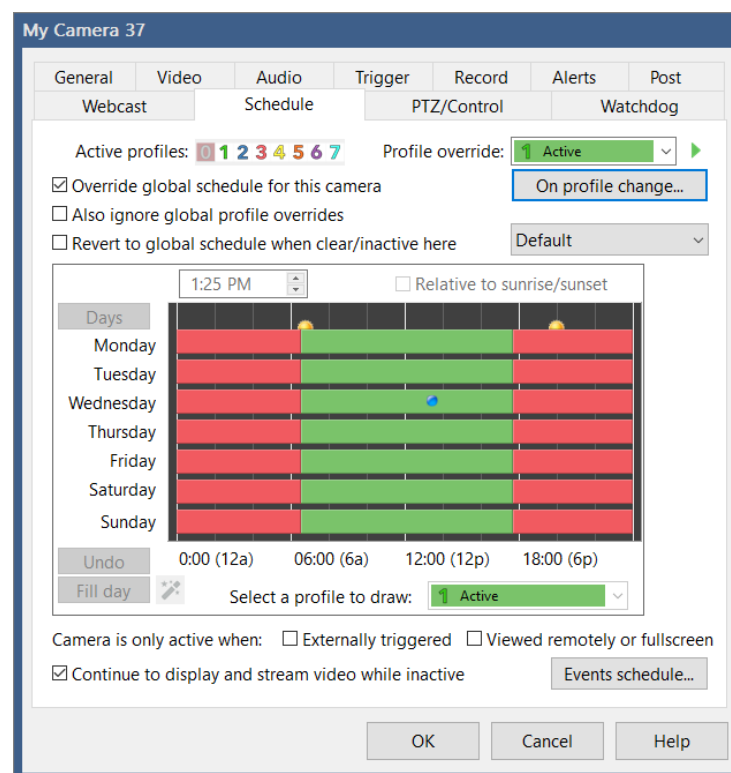 My Camera 37
General Video Audio Trigger Record Alerts Post
Webcast Schedule PTZ/Control Watchdog
Active profiles: 0 1 2 3 4 5 6 7 Profile override: 1 Active
Override global schedule for this camera On profile change...
Also ignore global profile overrides
Revert to global schedule when clear/inactive here Default
1:25 PM Relative to sunrise/sunset
Days
Monday
Tuesday
Wednesday
Thursday
Friday
Saturday
Sunday
Undo 0:00 (12a) 06:00 (6a) 12:00 (12p) 18:00 (6p)
Fill day Select a profile to draw: 1 Active
Camera is only active when: Externally triggered Viewed remotely or fullscreen
Continue to display and stream video while inactive Events schedule...
OK Cancel Help